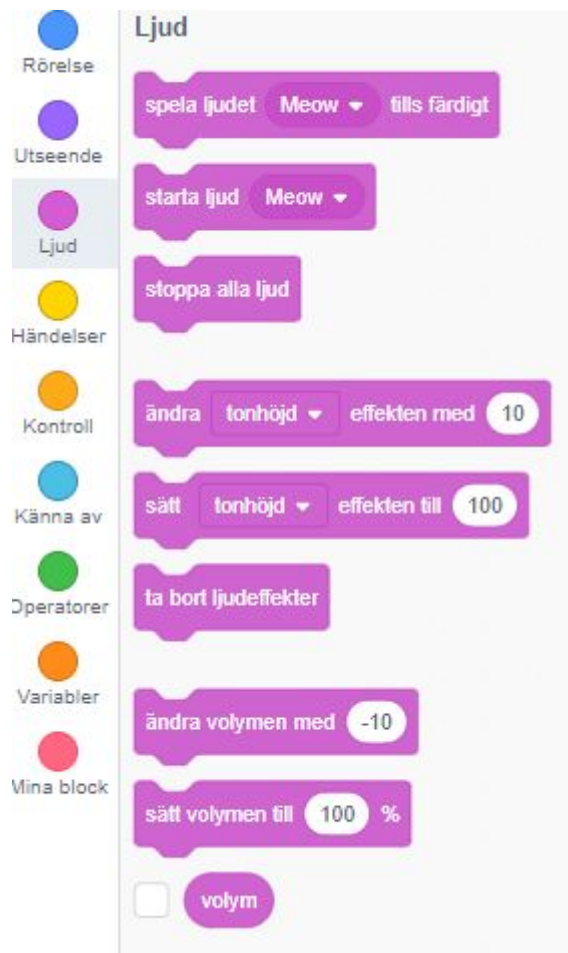 Rörelse
Utseende
Ljud
Händelser
Kontroll
Känna av
Operatorer
Variabler
Mina block
Ljud
spela ljudet Meow tills färdigt
starta ljud Meow
stoppa alla ljud
ändra tonhöjd effekten med 10
sätt tonhöjd effekten till 100
ta bort ljudeffekter
ändra volymen med -10
sätt volymen till 100 %
volym